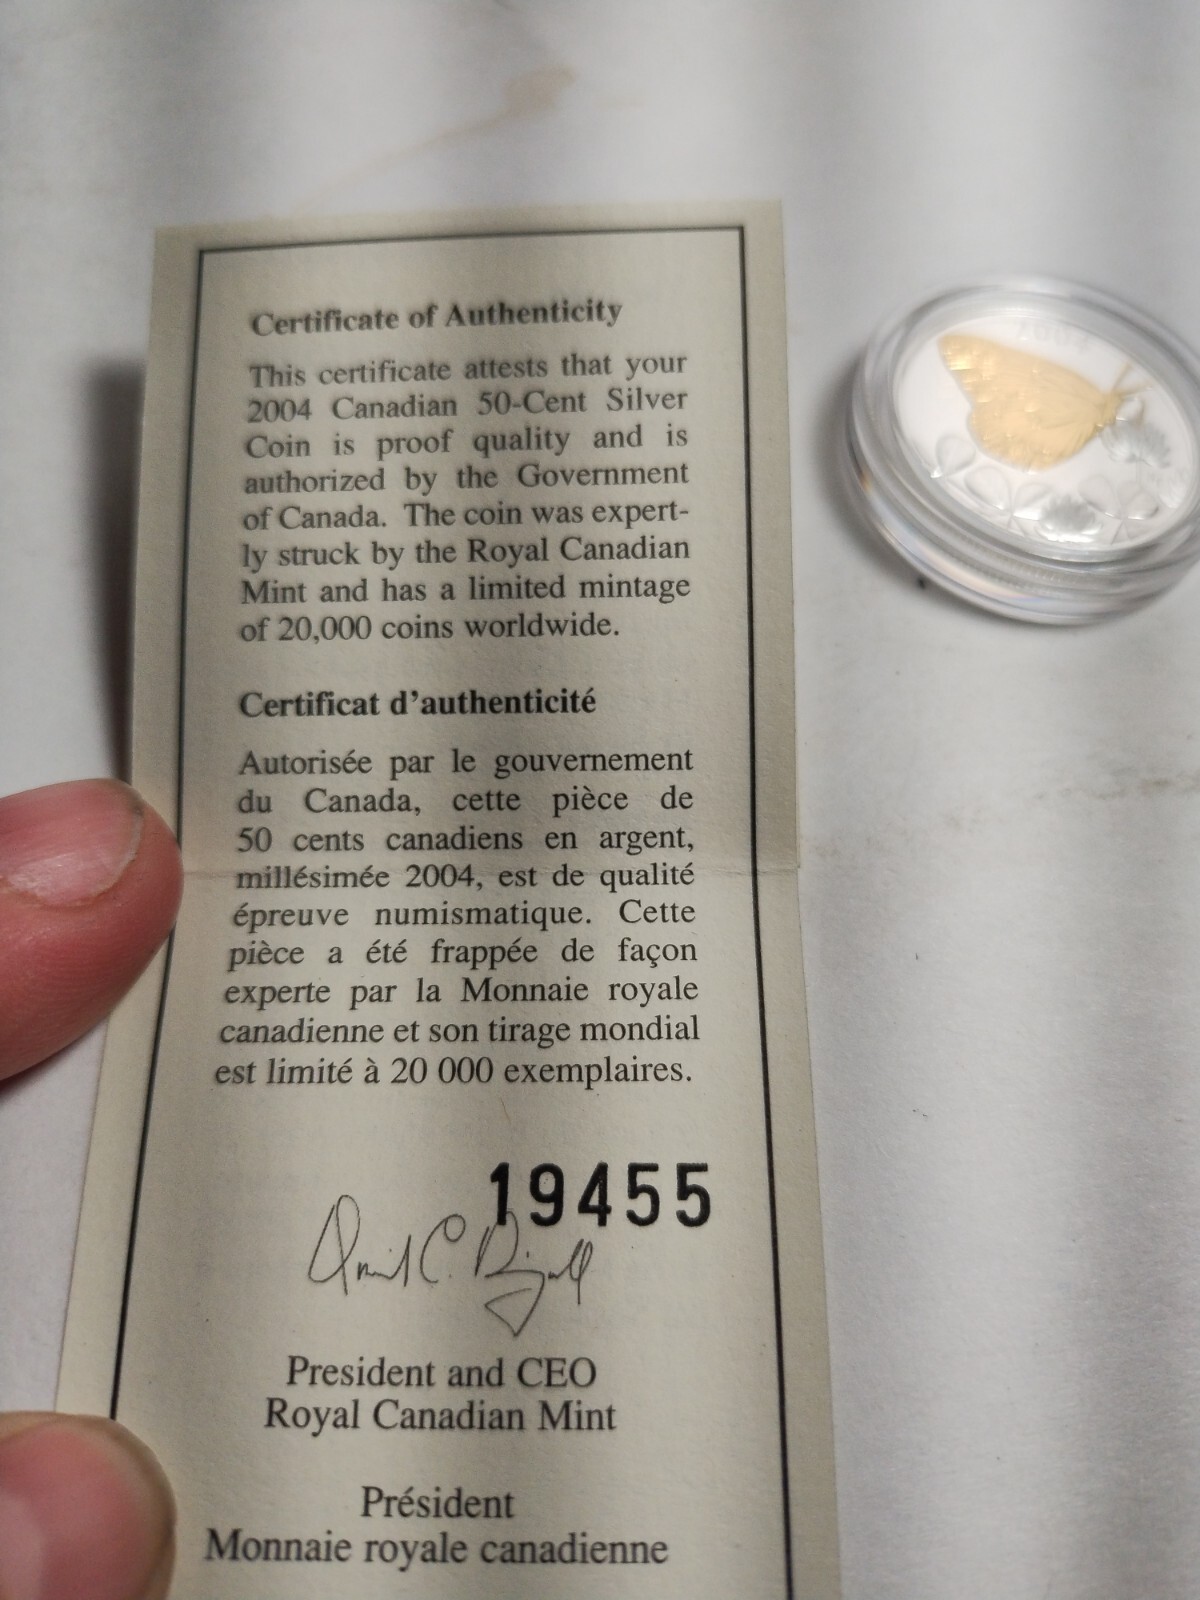 Certificate of Authenticity
This certificate attests that your
2004 Canadian 50-Cent Silver
Coin is proof quality and is
authorized by the Government
of Canada. The coin was expert-
ly struck by the Royal Canadian
Mint and has a limited mintage
of 20,000 coins worldwide.
Certificat d'authenticité
Autorisée par le gouvernement
du Canada, cette pièce de
50 cents canadiens en argent,
millésimée 2004, est de qualité
épreuve numismatique. Cette
pièce a été frappée de façon
experte par la Monnaie royale
canadienne et son tirage mondial
est limité à 20 000 exemplaires.
19455
President and CEO
Royal Canadian Mint
Président
Monnaie royale canadienne
2004